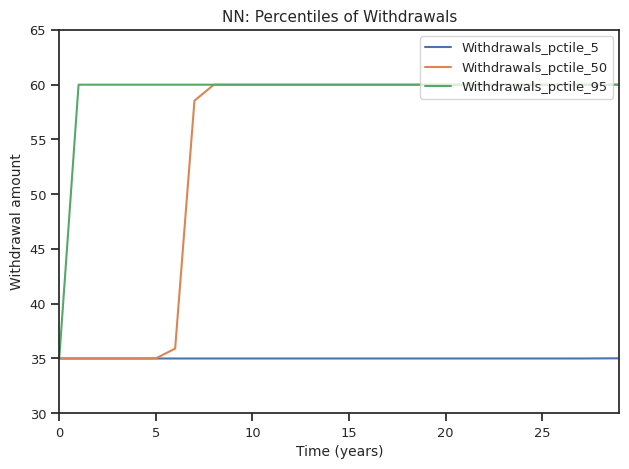 NN: Percentiles of Withdrawals
Withdrawal amount
65
60
55
50
45
40
35
30
Withdrawals_pctile_5
Withdrawals_pctile_50
Withdrawals_pctile_95
0 5 10 15 20 25
Time (years)